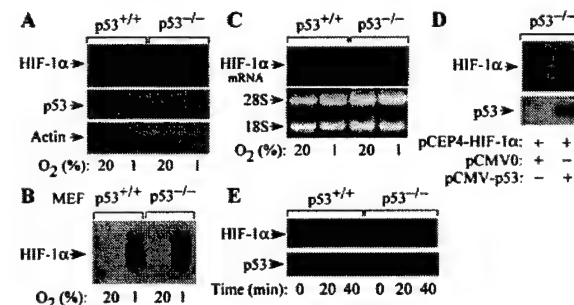 A
p53+/+ p53−/−
HIF-1α
p53
Actin
O2 (%): 20 1 20 1
B
MEF p53+/+ p53−/−
HIF-1α
O2 (%): 20 1 20 1
C
p53+/+ p53−/−
HIF-1α
mRNA
28S
18S
O2 (%): 20 1 20 1
D
p53−/−
HIF-1α
p53
pCEP4-HIF-1α: + +
pCMV0: + −
pCMV-p53: − +
E
p53+/+ p53−/−
HIF-1α
p53
Time (min): 0 20 40 0 20 40